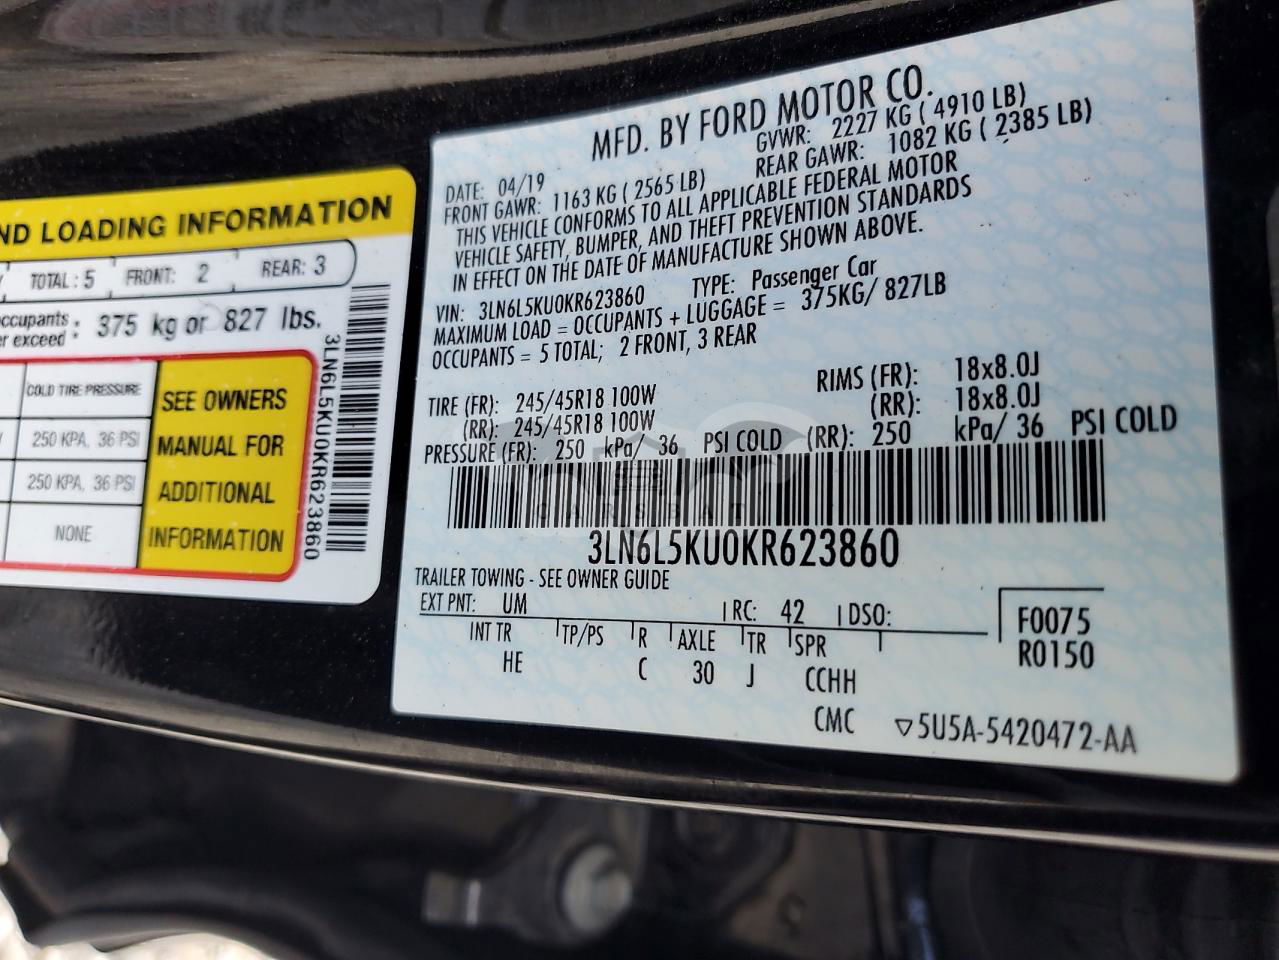 ND LOADING INFORMATION
TOTAL: 5 FRONT: 2 REAR: 3
occupants
r exceed : 375 kg or 827 lbs.
COLD TIRE PRESSURE
250 KPA, 36 PSI
250 KPA, 36 PSI
NONE
SEE OWNERS
MANUAL FOR
ADDITIONAL
INFORMATION
3LN6L5KU0KR623860
MFD. BY FORD MOTOR CO.
DATE: 04/19 GVWR: 2227 KG ( 4910 LB)
FRONT GAWR: 1163 KG ( 2565 LB) REAR GAWR: 1082 KG ( 2385 LB)
THIS VEHICLE CONFORMS TO ALL APPLICABLE FEDERAL MOTOR
VEHICLE SAFETY, BUMPER, AND THEFT PREVENTION STANDARDS
IN EFFECT ON THE DATE OF MANUFACTURE SHOWN ABOVE.
VIN: 3LN6L5KU0KR623860 TYPE: Passenger Car
MAXIMUM LOAD = OCCUPANTS + LUGGAGE = 375KG/ 827LB
OCCUPANTS = 5 TOTAL; 2 FRONT, 3 REAR
TIRE (FR): 245/45R18 100W RIMS (FR): 18x8.0J
(RR): 245/45R18 100W (RR): 18x8.0J
PRESSURE (FR): 250 kPa/ 36 PSI COLD (RR): 250 kPa/ 36 PSI COLD
3LN6L5KU0KR623860
TRAILER TOWING - SEE OWNER GUIDE
EXT PNT: UM RC: 42 DSO:
INT TR TP/PS R AXLE TR SPR
HE C 30 J CCHH
CMC
F0075
R0150
▽5U5A-5420472-AA